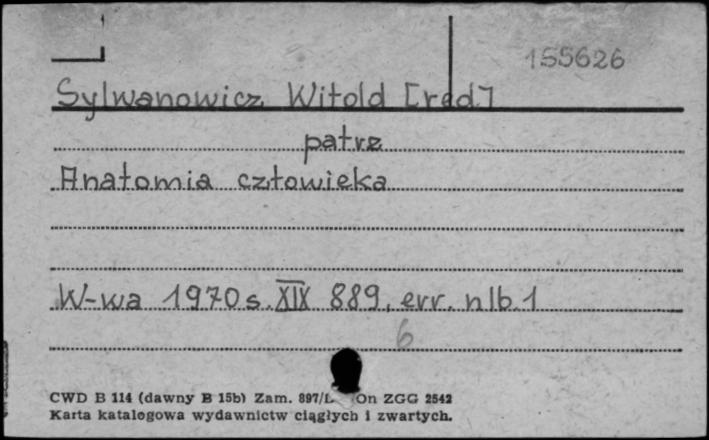 155626
Sylwanowicz Witold [red.]
patrz
Anatomia człowieka
W-wa 1970 s. XIX 889, err. nlb. 1
6
CWD B 114 (dawny B 15b) Zam. 897/L On ZGG 2542
Karta katalogowa wydawnictw ciągłych i zwartych.